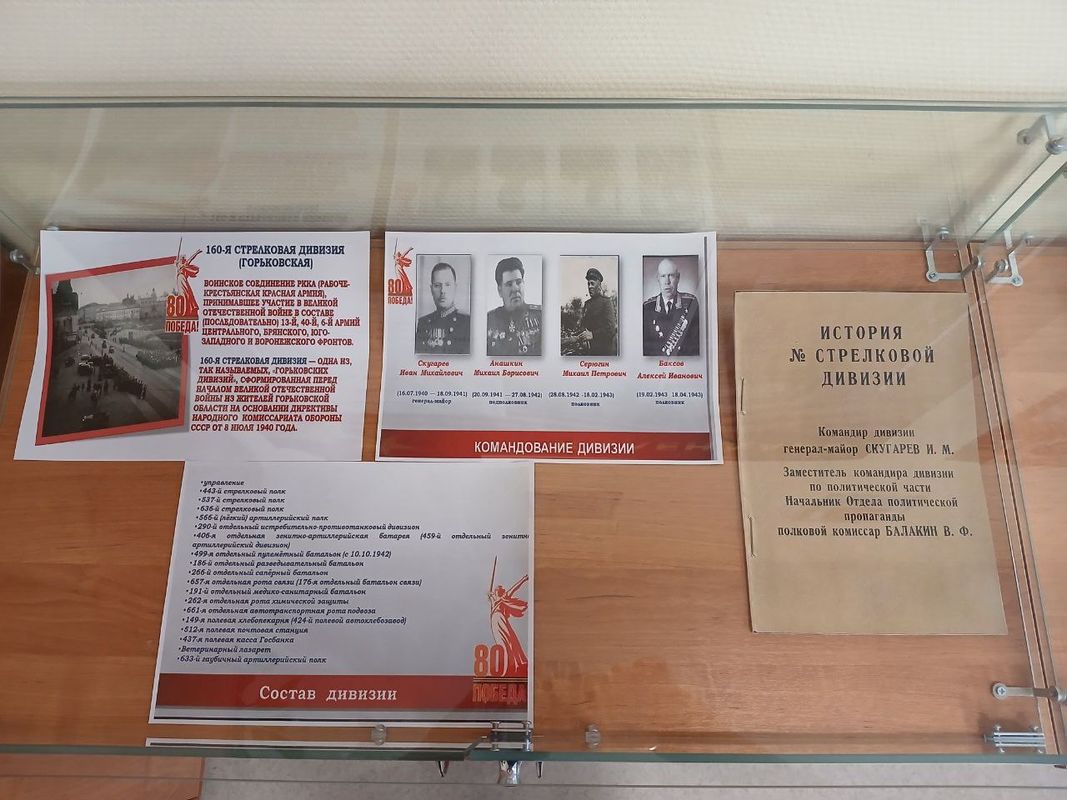 160-Я СТРЕЛКОВАЯ ДИВИЗИЯ
(ГОРЬКОВСКАЯ)
ВОИНСКОЕ СОЕДИНЕНИЕ РККА (РАБОЧЕ-
КРЕСТЬЯНСКАЯ КРАСНАЯ АРМИЯ),
ПРИНИМАВШЕЕ УЧАСТИЕ В ВЕЛИКОЙ
ОТЕЧЕСТВЕННОЙ ВОЙНЕ В СОСТАВЕ
(ПОСЛЕДОВАТЕЛЬНО) 13-Й, 40-Й, 6-Й АРМИЙ
ЦЕНТРАЛЬНОГО, БРЯНСКОГО, ЮГО-
ЗАПАДНОГО И ВОРОНЕЖСКОГО ФРОНТОВ.
160-Я СТРЕЛКОВАЯ ДИВИЗИЯ — ОДНА ИЗ,
ТАК НАЗЫВАЕМЫХ, «ГОРЬКОВСКИХ
ДИВИЗИЙ», СФОРМИРОВАННАЯ ПЕРЕД
НАЧАЛОМ ВЕЛИКОЙ ОТЕЧЕСТВЕННОЙ
ВОЙНЫ ИЗ ЖИТЕЛЕЙ ГОРЬКОВСКОЙ
ОБЛАСТИ НА ОСНОВАНИИ ДИРЕКТИВЫ
НАРОДНОГО КОМИССАРИАТА ОБОРОНЫ
СССР ОТ 8 ИЮЛЯ 1940 ГОДА.
80
ПОБЕДА!
80
ПОБЕДА!
Скугарев
Иван Михайлович
(16.07.1940 — 18.09.1941)
генерал-майор
Анашкин
Михаил Борисович
(20.09.1941 — 27.08.1942)
подполковник
Серюгин
Михаил Петрович
(28.08.1942 -18.02.1943)
полковник
Баксов
Алексей Иванович
(19.02.1943 18.04.1943)
полковник
КОМАНДОВАНИЕ ДИВИЗИИ
•управление
•443-й стрелковый полк
•537-й стрелковый полк
•636-й стрелковый полк
•566-й (лёгкий) артиллерийский полк
•290-й отдельный истребительно-противотанковый дивизион
•406-я отдельная зенитно-артиллерийская батарея (459-й отдельный зенитно
артиллерийский дивизион)
•499-й отдельный пулемётный батальон (с 10.10.1942)
•186-й отдельный разведывательный батальон
•266-й отдельный сапёрный батальон
•657-я отдельная рота связи (176-я отдельный батальон связи)
•191-й отдельный медико-санитарный батальон
•262-я отдельная рота химической защиты
•661-я отдельная автотранспортная рота подвоза
•149-я полевая хлебопекарня (424-й полевой автохлебозавод)
•512-я полевая почтовая станция
•437-я полевая касса Госбанка
•Ветеринарный лазарет
•633-й гаубичный артиллерийский полк
80
ПОБЕДА
Состав дивизии
ИСТОРИЯ
№ СТРЕЛКОВОЙ
ДИВИЗИИ
Командир дивизии
генерал-майор СКУГАРЕВ И. М.
Заместитель командира дивизии
по политической части
Начальник Отдела политической
пропаганды
полковой комиссар БАЛАКИН В. Ф.